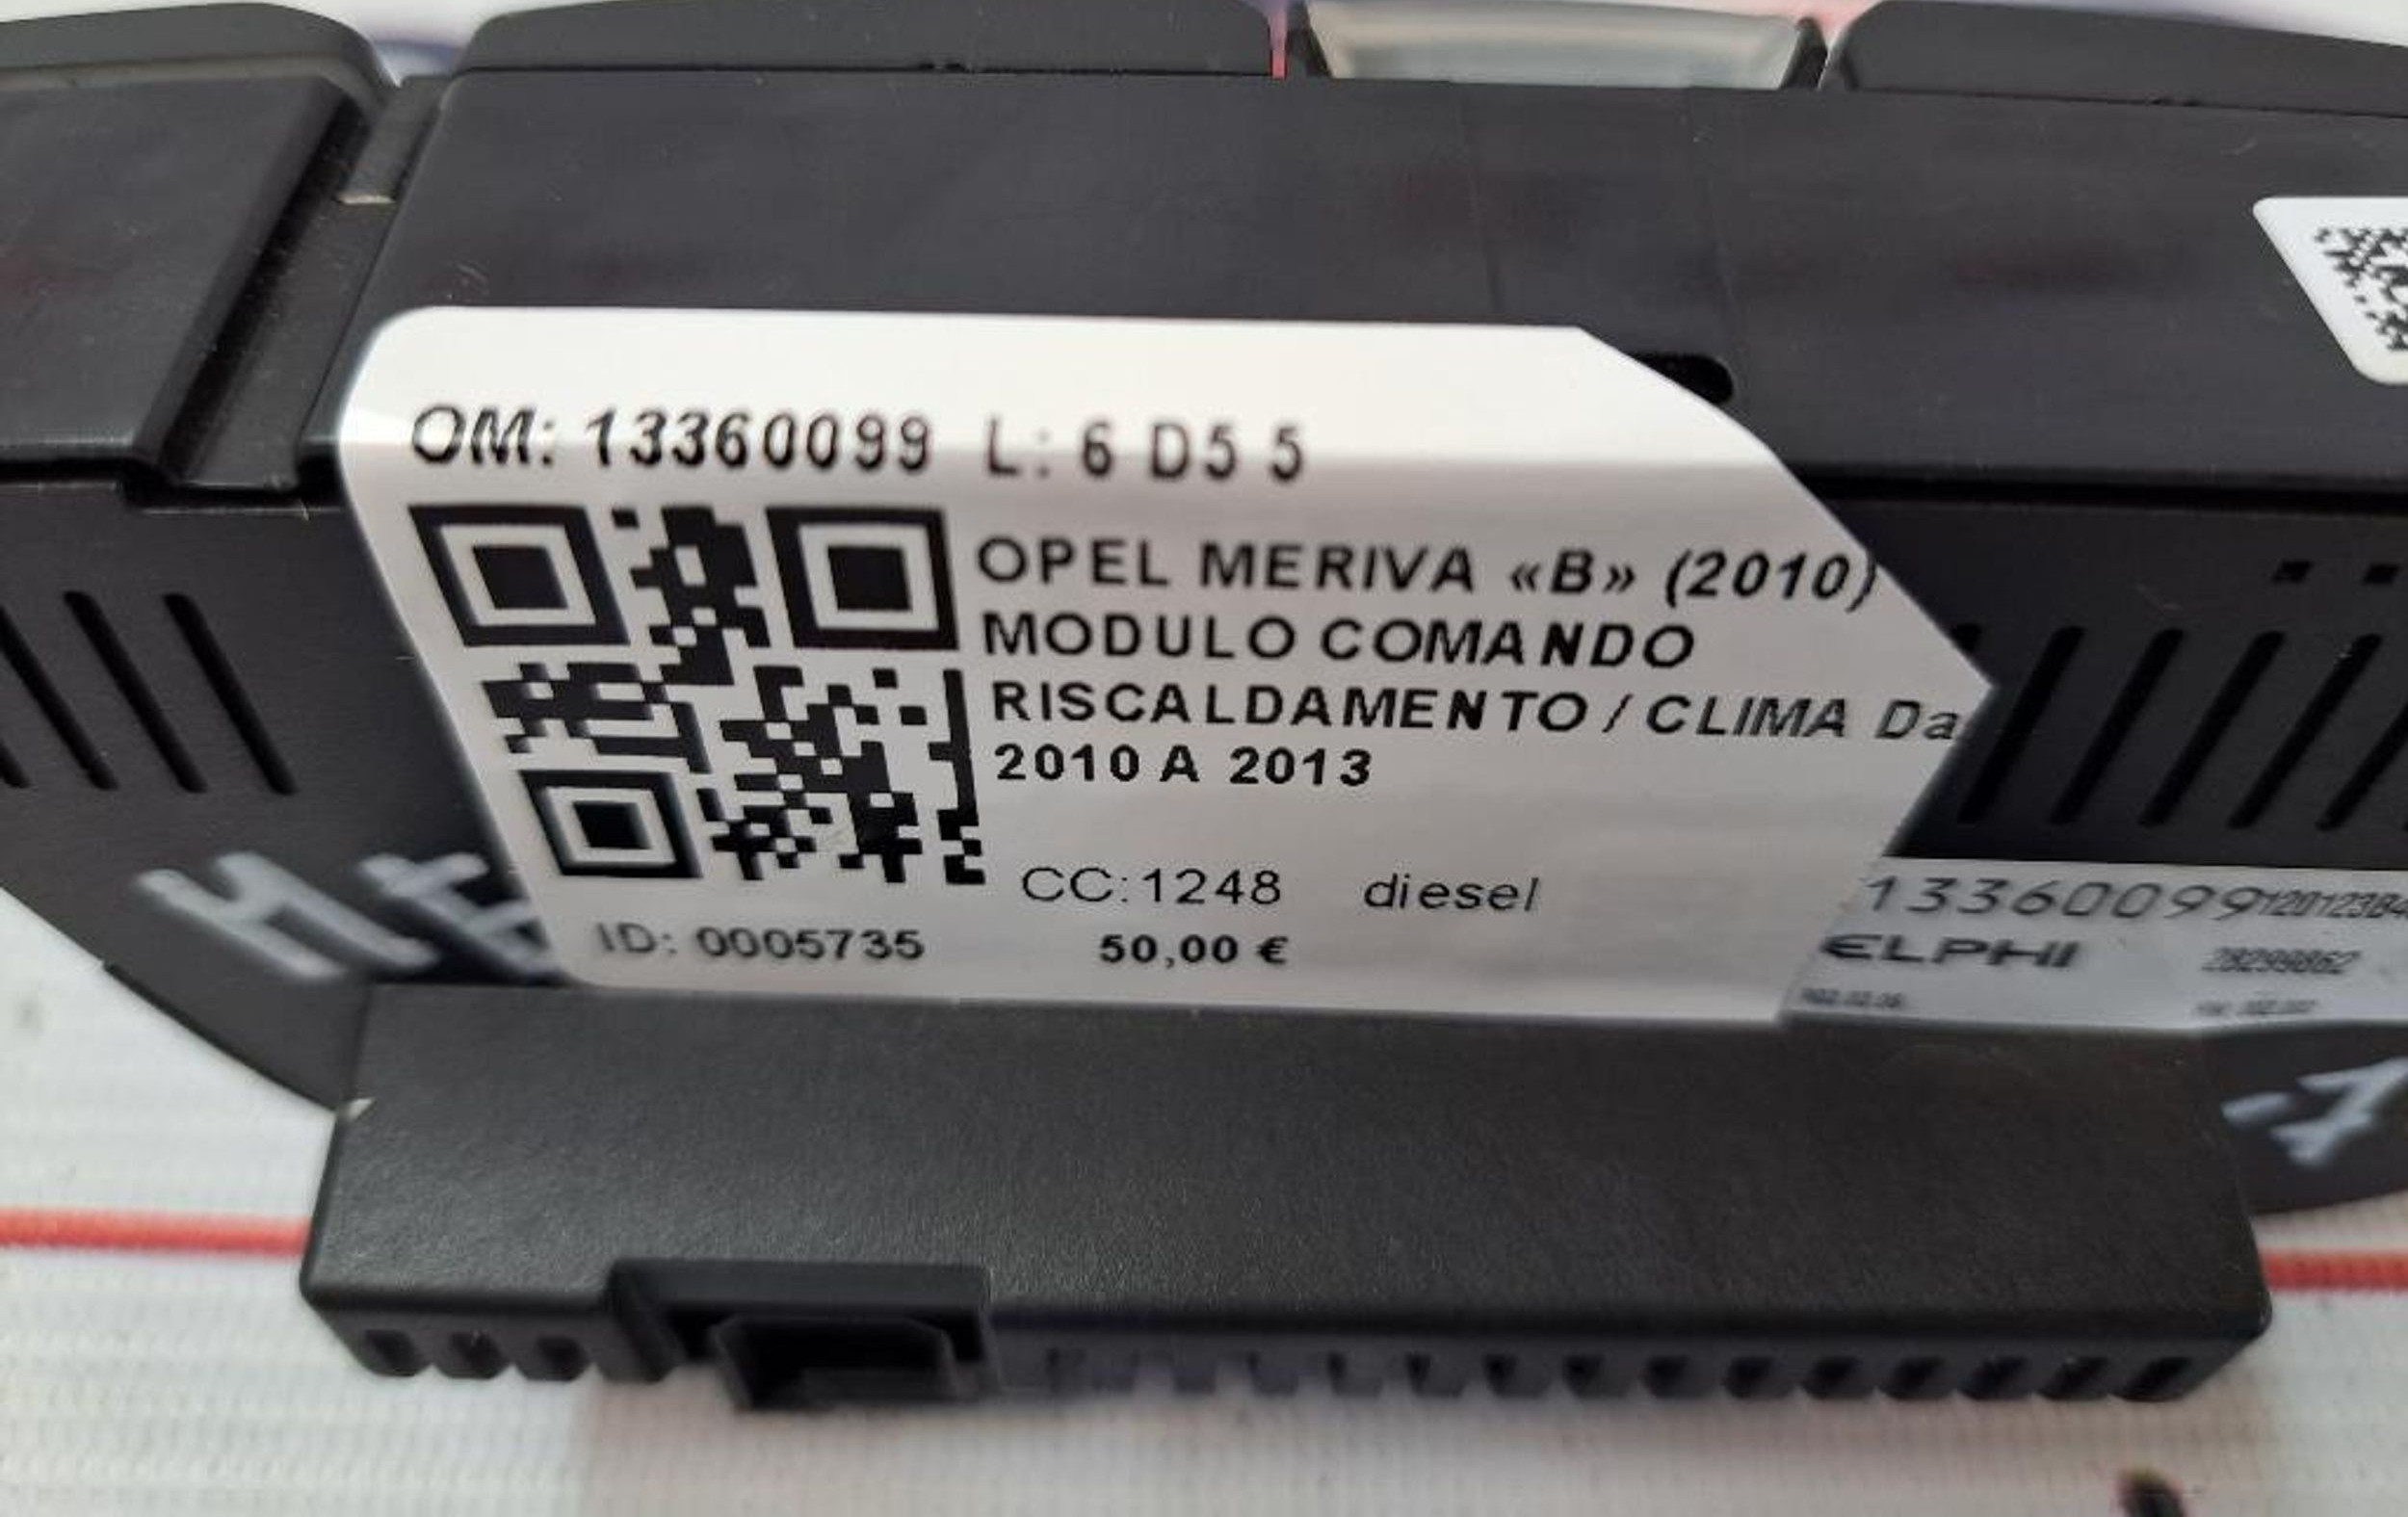 OM: 13360099 L: 6 D5 5
OPEL MERIVA «B» (2010)
MODULO COMANDO
RISCALDAMENTO / CLIMA Da
2010 A 2013
CC:1248 diesel
ID: 0005735 50,00 €
13360099
ELPHI 28299862